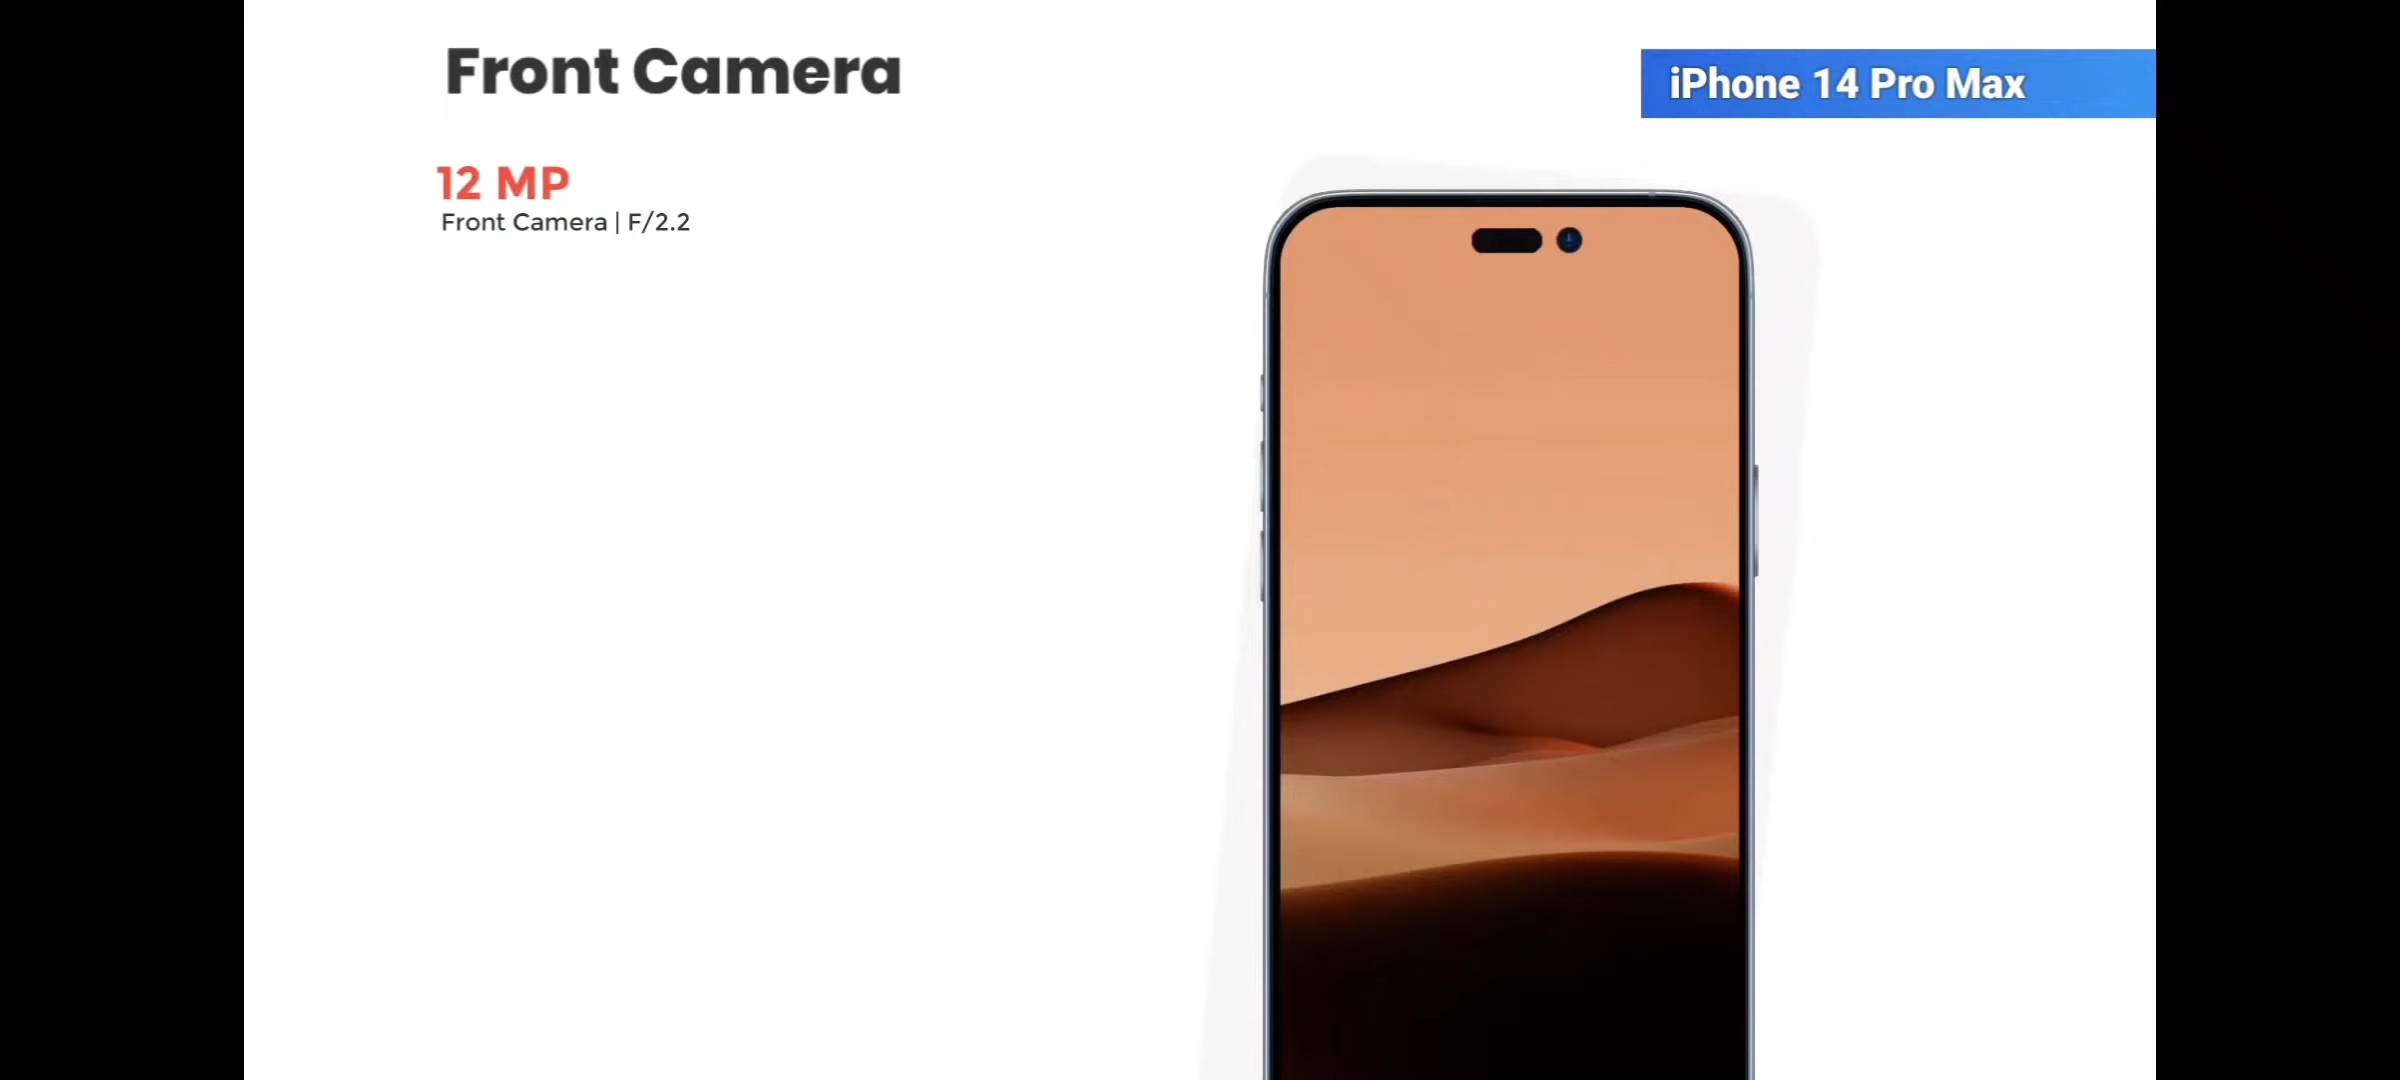 Front Camera
iPhone 14 Pro Max
12 MP
Front Camera | F/2.2